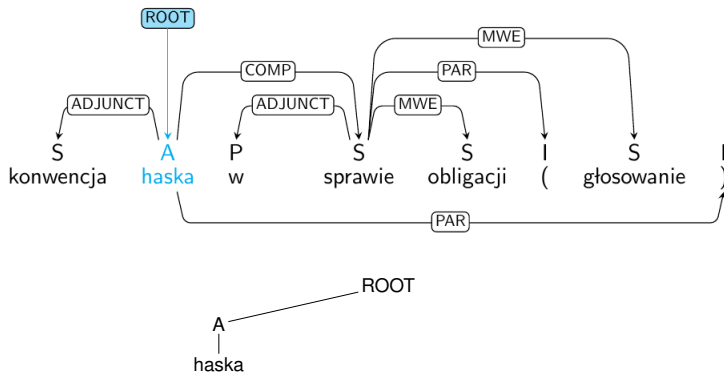 ROOT
MWE
COMP PAR
ADJUNCT ADJUNCT MWE
S A P S S I S I
konwencja haska w sprawie obligacji ( głosowanie )
PAR
ROOT
A
haska